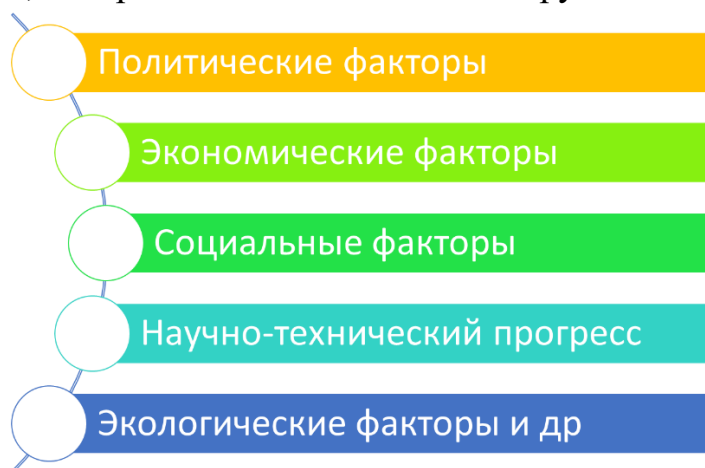 Политические факторы
Экономические факторы
Социальные факторы
Научно-технический прогресс
Экологические факторы и др